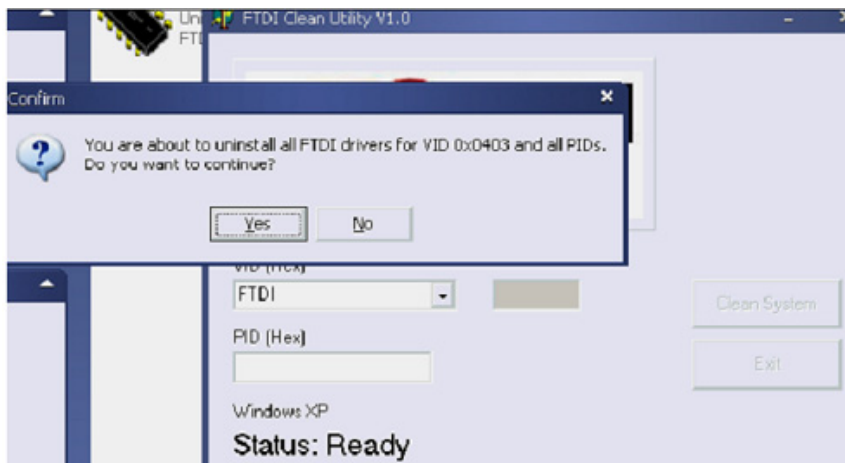 Uni
FTDI Clean Utility V1.0
FTD
Confirm
You are about to uninstall all FTDI drivers for VID 0x0403 and all PIDs.
Do you want to continue?
Yes
No
VID (Hex)
FTDI
Clean System
PID (Hex)
Exit
Windows XP
Status: Ready